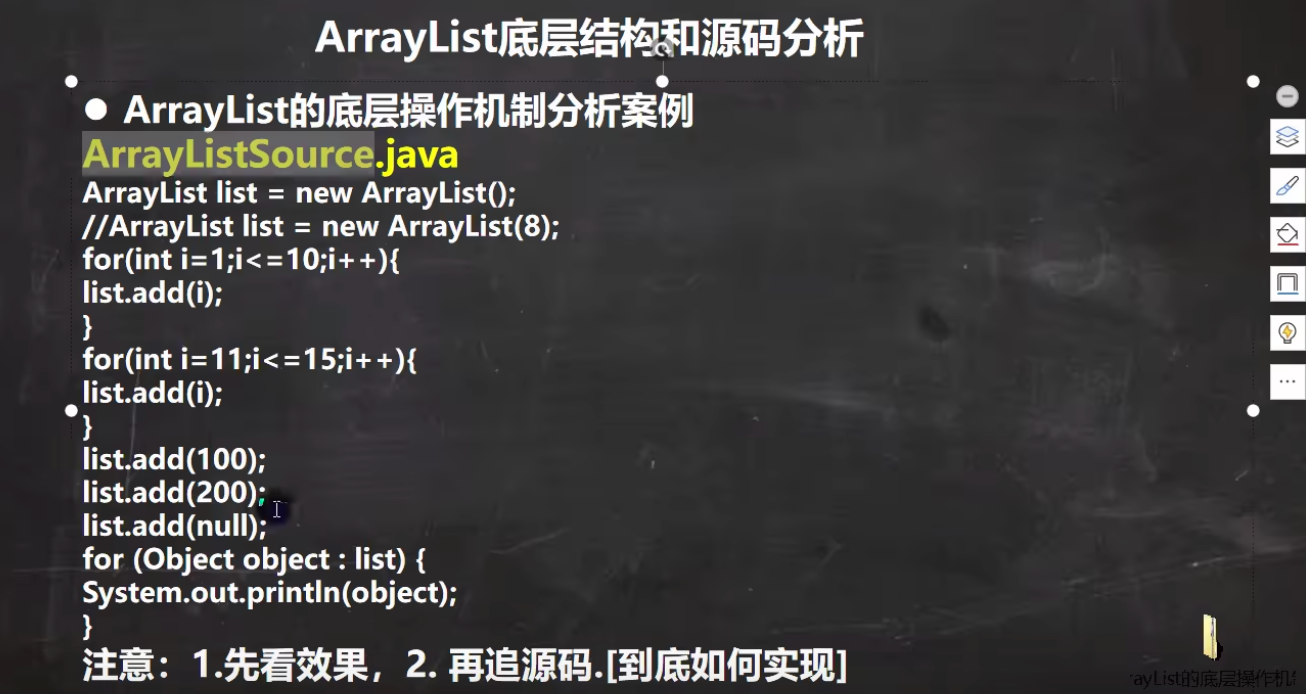 ArrayList底层结构和源码分析
● ArrayList的底层操作机制分析案例
ArrayListSource.java
ArrayList list = new ArrayList();
//ArrayList list = new ArrayList(8);
for(int i=1;i<=10;i++){
list.add(i);
}
for(int i=11;i<=15;i++){
list.add(i);
}
list.add(100);
list.add(200);
list.add(null);
for (Object object : list) {
System.out.println(object);
}
注意：1.先看效果，2. 再追源码.[到底如何实现]
ayList的底层操作机